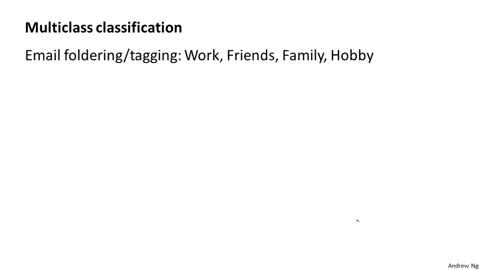 Multiclass classification
Email foldering/tagging: Work, Friends, Family, Hobby
Andrew Ng